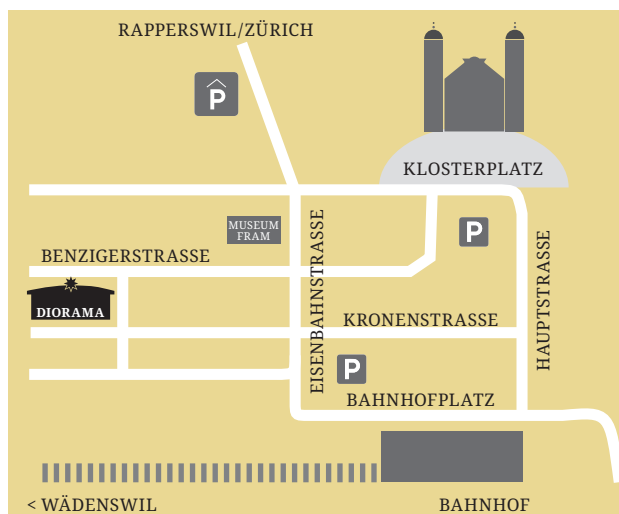 RAPPERSWIL/ZÜRICH
P
KLOSTERPLATZ
MUSEUM
FRAM
P
BENZIGERSTRASSE
EISENBAHNSTRASSE
HAUPTSTRASSE
DIORAMA
KRONENSTRASSE
P
BAHNHOFPLATZ
< WÄDENSWIL
BAHNHOF